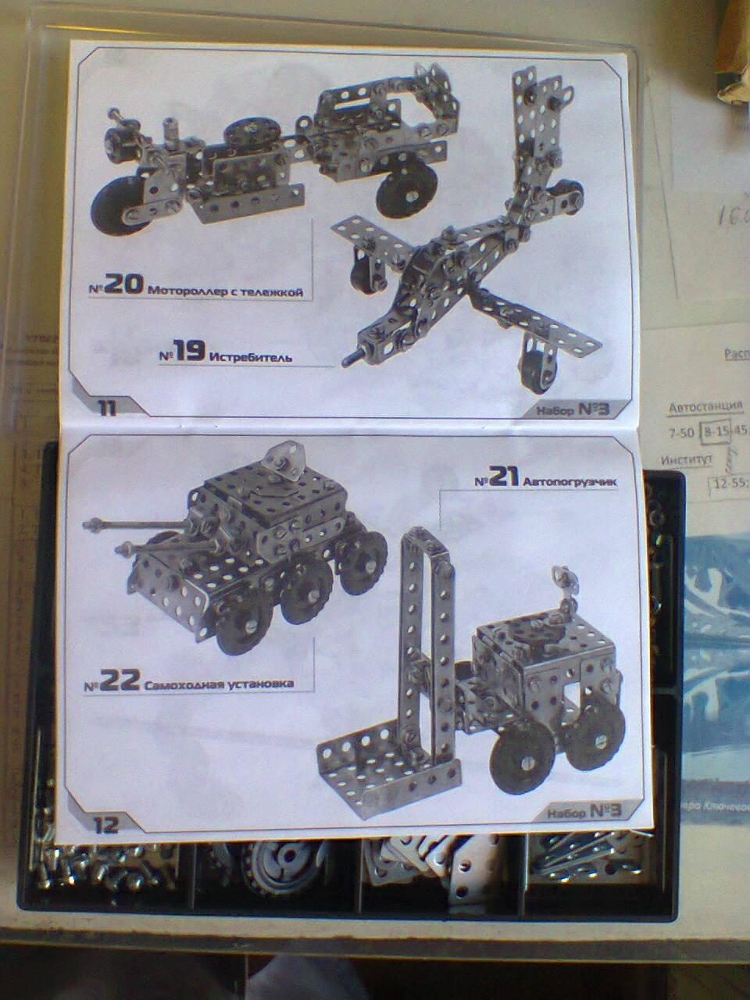 №20 Мотороллер с тележкой
№19 Истребитель
11
Набор №3
№21 Автопогрузчик
№22 Самоходная установка
12
Набор №3
Автостанция
7-50 8-15
45
Институт
12-55;